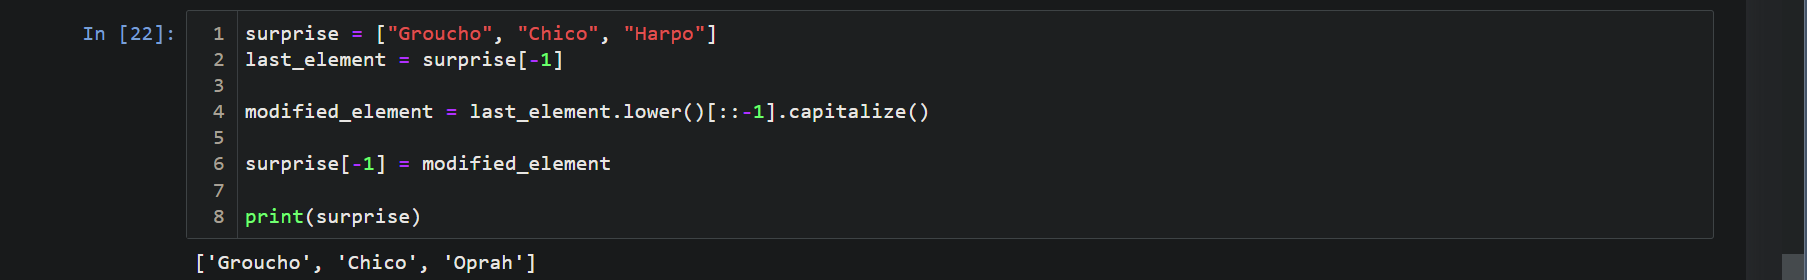 In [22]:
1 surprise = ["Groucho", "Chico", "Harpo"]
2 last_element = surprise[-1]
3
4 modified_element = last_element.lower()[::-1].capitalize()
5
6 surprise[-1] = modified_element
7
8 print(surprise)
['Groucho', 'Chico', 'Oprah']